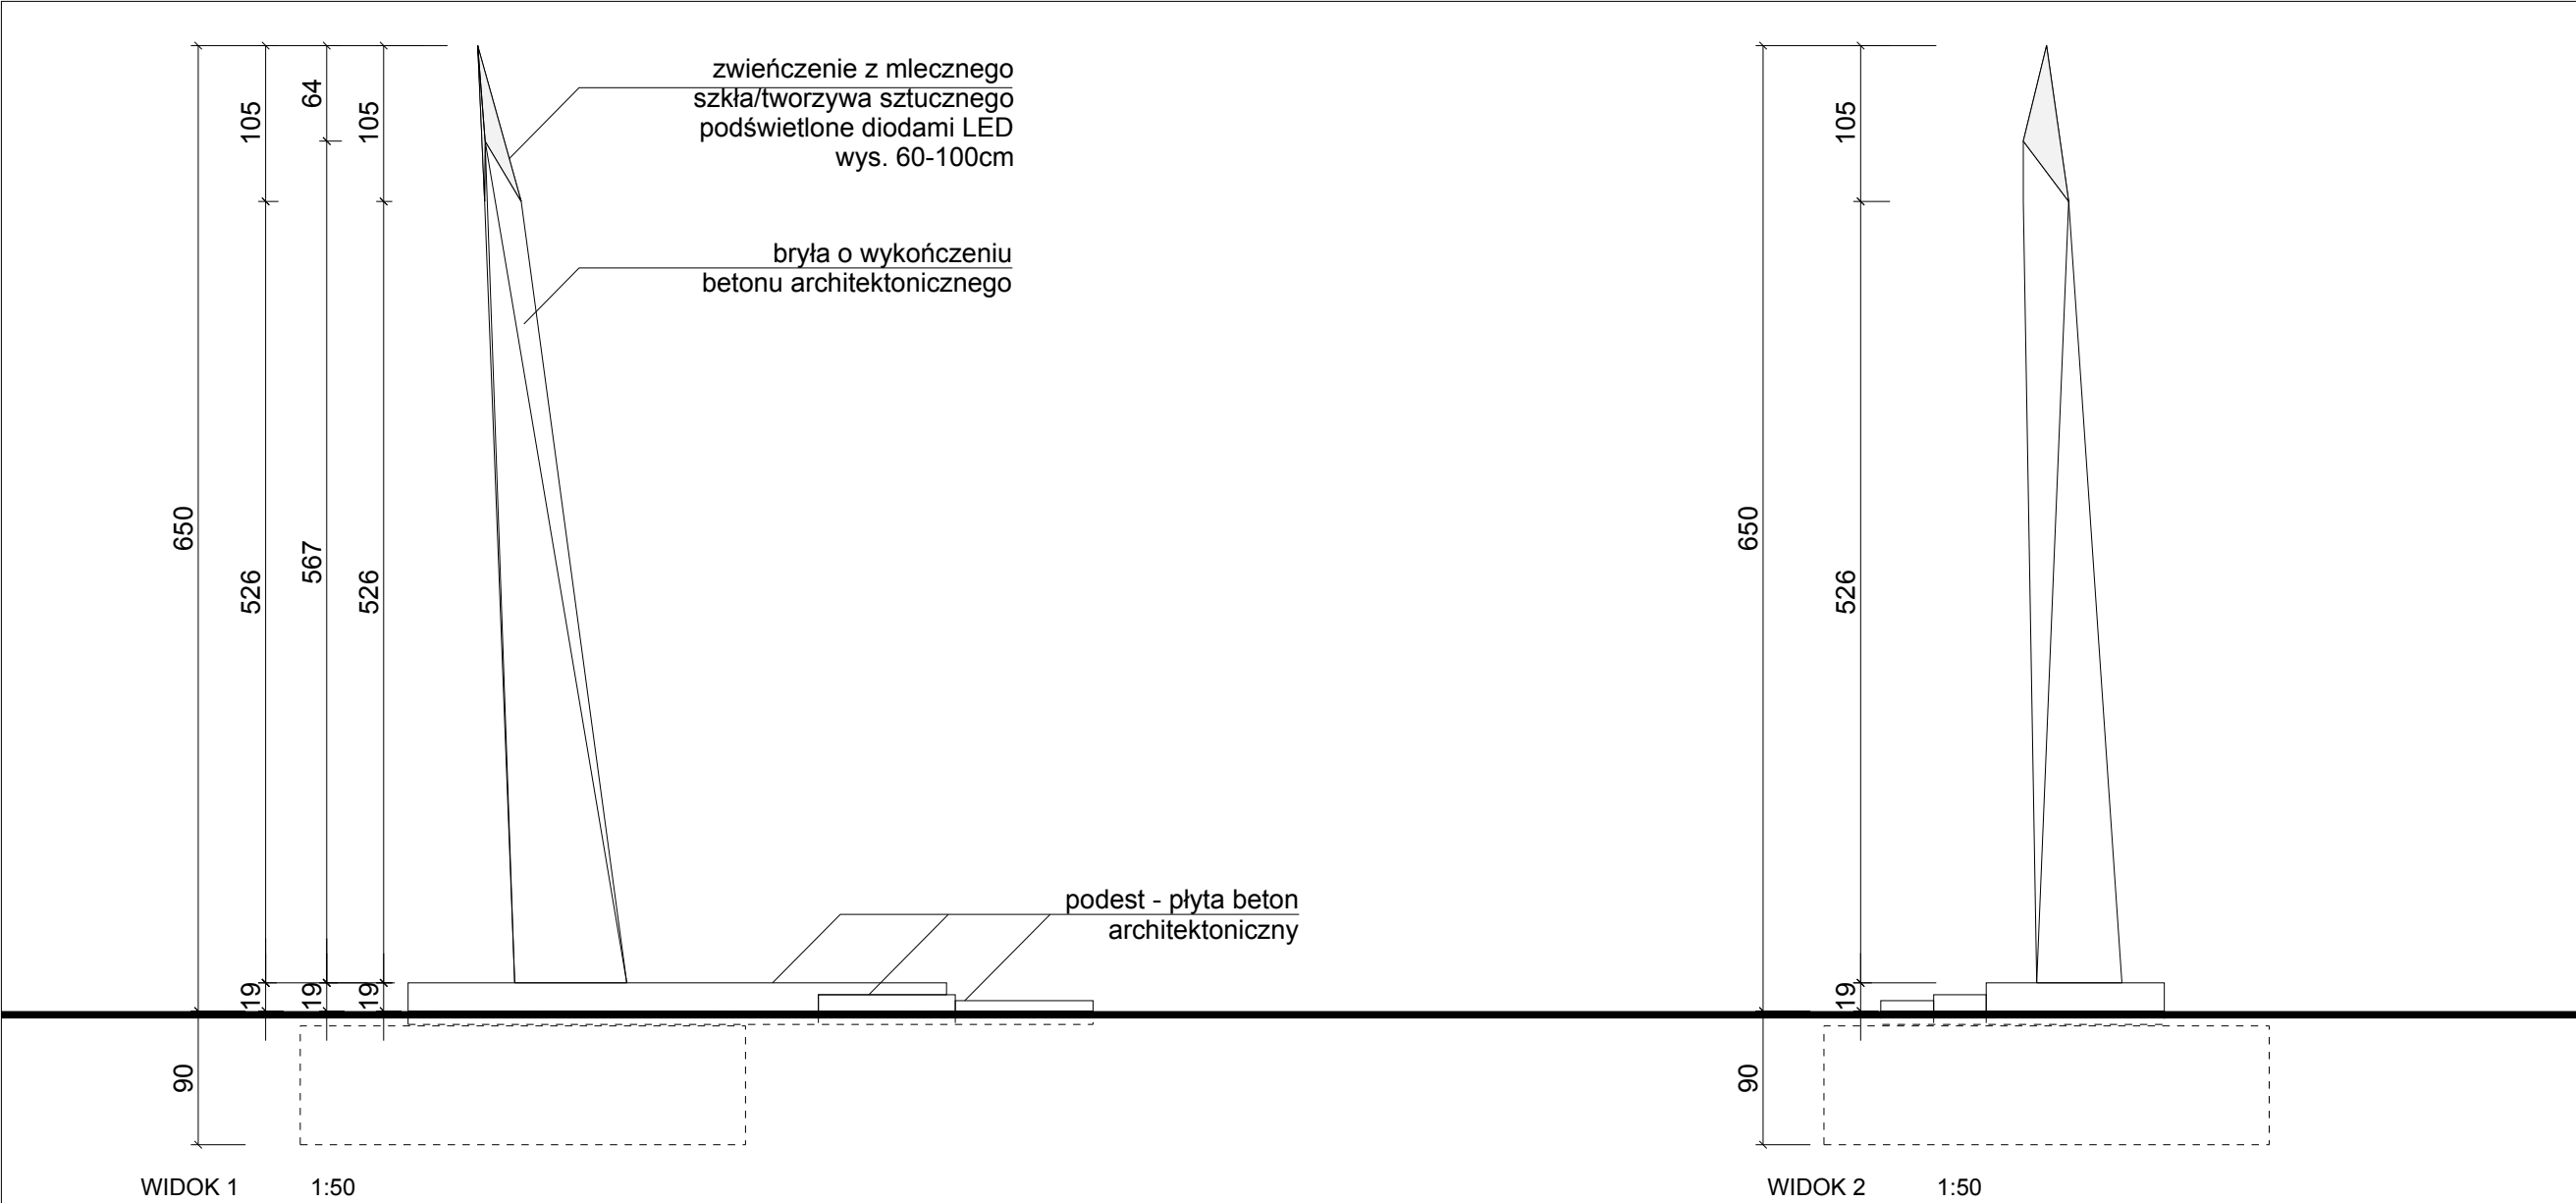 zwieńczenie z mlecznego
szkła/tworzywa sztucznego
podświetlone diodami LED
wys. 60-100cm
bryła o wykończeniu
betonu architektonicznego
podest - płyta beton
architektoniczny
650
90
105
526
19
64
567
19
105
526
19
WIDOK 1 1:50
650
90
105
526
19
WIDOK 2 1:50